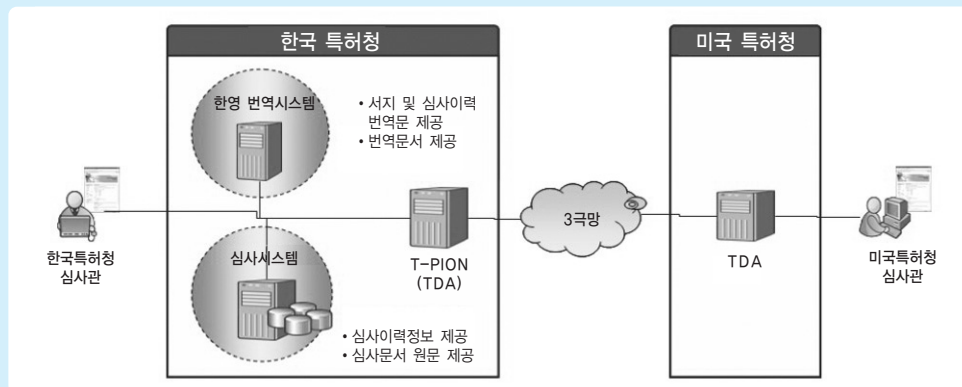 한국 특허청
미국 특허청
한영 번역시스템
• 서지 및 심사이력
번역문 제공
• 번역문서 제공
한국특허청
심사관
심사시스템
T-PION
(TDA)
3극망
TDA
미국특허청
심사관
• 심사이력정보 제공
• 심사문서 원문 제공